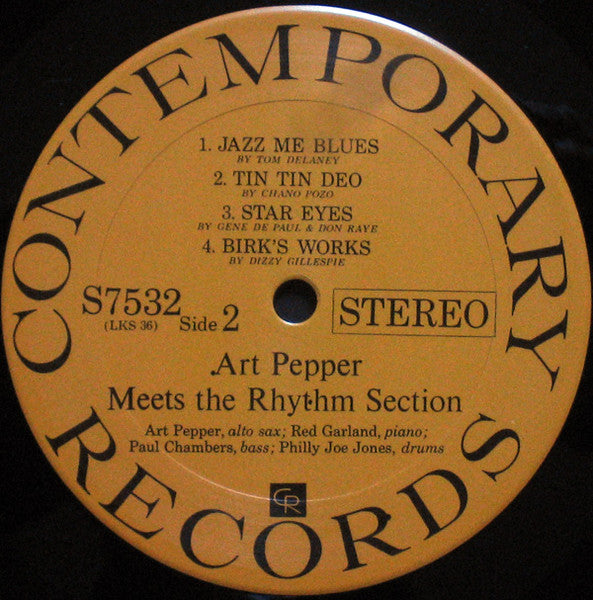 CONTEMPORARY
1. JAZZ ME BLUES
BY TOM DELANEY
2. TIN TIN DEO
BY CHANO POZO
3. STAR EYES
BY GENE DE PAUL & DON RAYE
4. BIRK'S WORKS
BY DIZZY GILLESPIE
S7532
(LKS 36)
Side 2
STEREO
Art Pepper
Meets the Rhythm Section
Art Pepper, alto sax; Red Garland, piano;
Paul Chambers, bass; Philly Joe Jones, drums
CR
RECORDS